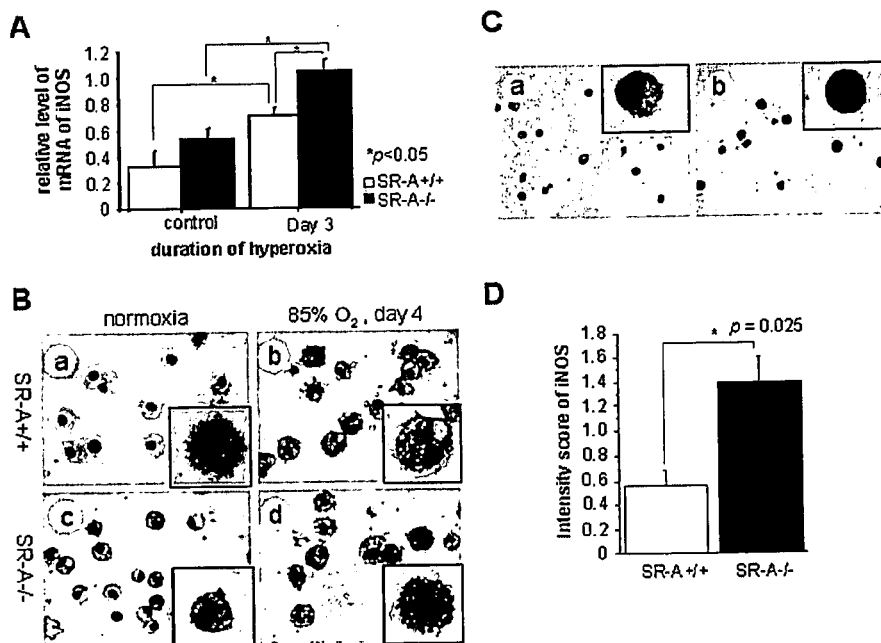 A
relative level of
mRNA of iNOS
1.2
1.0
0.8
0.6
0.4
0.2
0
*
*
*
*p<0.05
SR-A+/+
SR-A-/-
control
Day 3
duration of hyperoxia
B
normoxia
85% O₂, day 4
SR-A+/+
SR-A-/-
a
b
c
d
C
a
b
D
Intensity score of iNOS
1.8
1.6
1.4
1.2
1.0
0.8
0.6
0.4
0.2
0
* p = 0.025
SR-A+/+
SR-A-/-